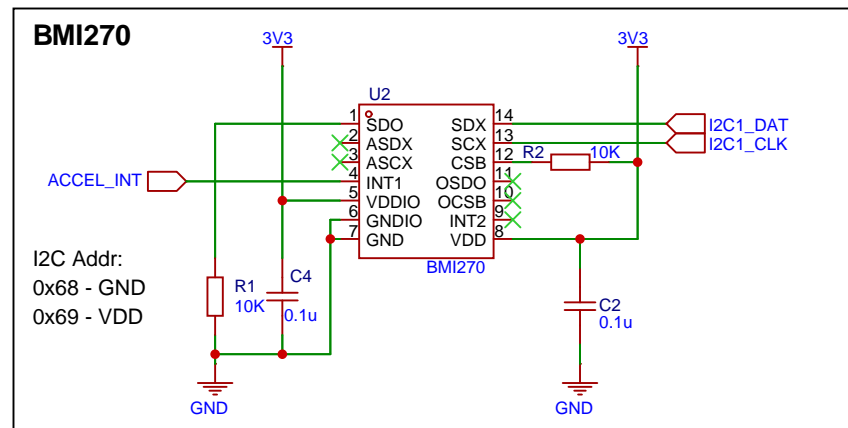 BMI270
3V3
3V3
U2
1
SDO
SDX
14
2
ASDX
SCX
13
3
ASCX
CSB
12
R2
10K
4
INT1
OSDO
11
5
VDDIO
OCSB
10
6
GNDIO
INT2
9
7
GND
VDD
8
BMI270
I2C1_DAT
I2C1_CLK
ACCEL_INT
I2C Addr:
0x68 - GND
0x69 - VDD
R1
10K
C4
0.1u
C2
0.1u
GND
GND